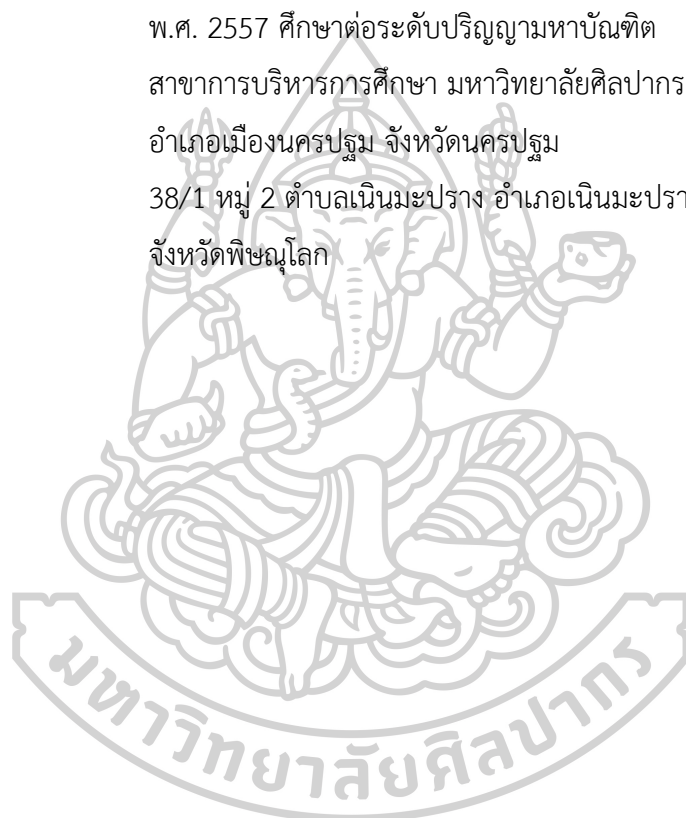 พ.ศ. 2557 ศึกษาต่อระดับปริญญามหาบัณฑิต
สาขาการบริหารการศึกษา มหาวิทยาลัยศิลปากร
อำเภอเมืองนครปฐม จังหวัดนครปฐม
38/1 หมู่ 2 ตำบลเนินมะปราง อำเภอเนินมะปรา
จังหวัดพิษณุโลก
มหาวิทยาลัยศิลปากร